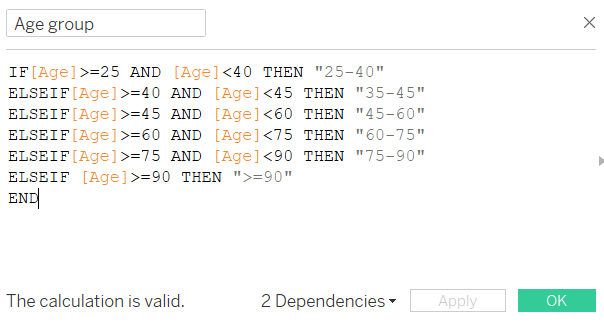 Age group
IF[Age]>=25 AND [Age]<40 THEN "25-40"
ELSEIF[Age]>=40 AND [Age]<45 THEN "35-45"
ELSEIF[Age]>=45 AND [Age]<60 THEN "45-60"
ELSEIF[Age]>=60 AND [Age]<75 THEN "60-75"
ELSEIF[Age]>=75 AND [Age]<90 THEN "75-90"
ELSEIF [Age]>=90 THEN ">=90"
END
The calculation is valid. 2 Dependencies Apply OK